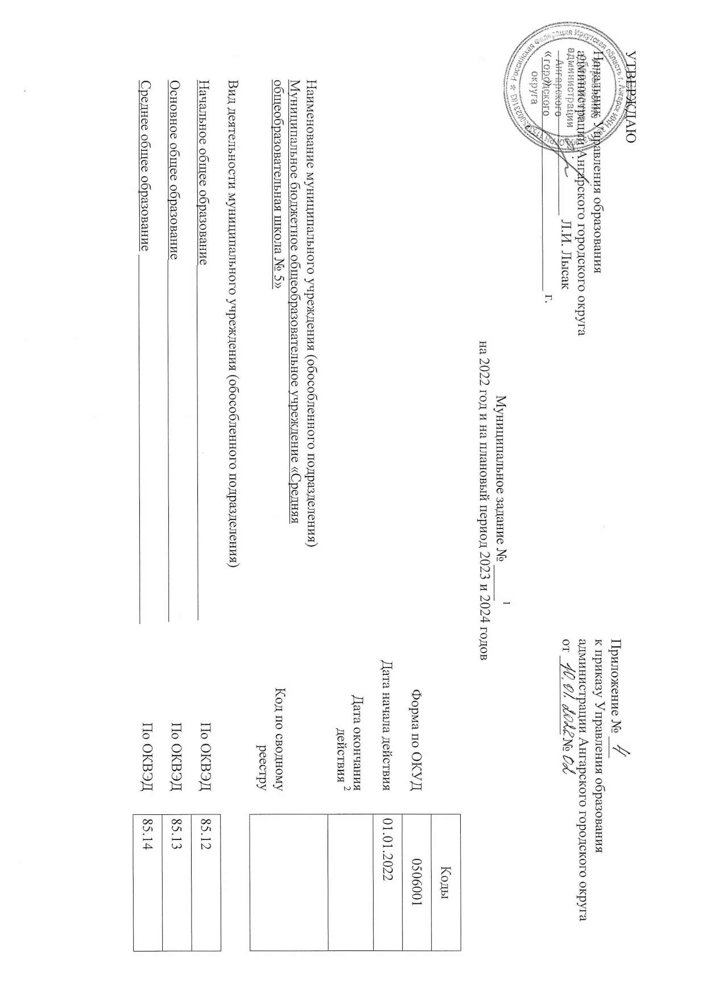 УТВЕРЖДАЮ
Начальник Управления образования
администрации Ангарского городского округа
Л.И. Лысак
«     »      г.
Российская Федерация Иркутская область г. Ангарск ИНН
образования
администрации
Ангарского
городского
округа
Приложение № 4
к приказу Управления образования
администрации Ангарского городского округа
от 10.01.2022 № 02
Муниципальное задание № ____ 1
на 2022 год и на плановый период 2023 и 2024 годов
Коды
Форма по ОКУД 0506001
Дата начала действия 01.01.2022
Дата окончания
действия 2
Код по сводному
реестру
Наименование муниципального учреждения (обособленного подразделения)
Муниципальное бюджетное общеобразовательное учреждение «Средняя
общеобразовательная школа № 5»
Вид деятельности муниципального учреждения (обособленного подразделения)
Начальное общее образование По ОКВЭД 85.12
Основное общее образование По ОКВЭД 85.13
Среднее общее образование По ОКВЭД 85.14